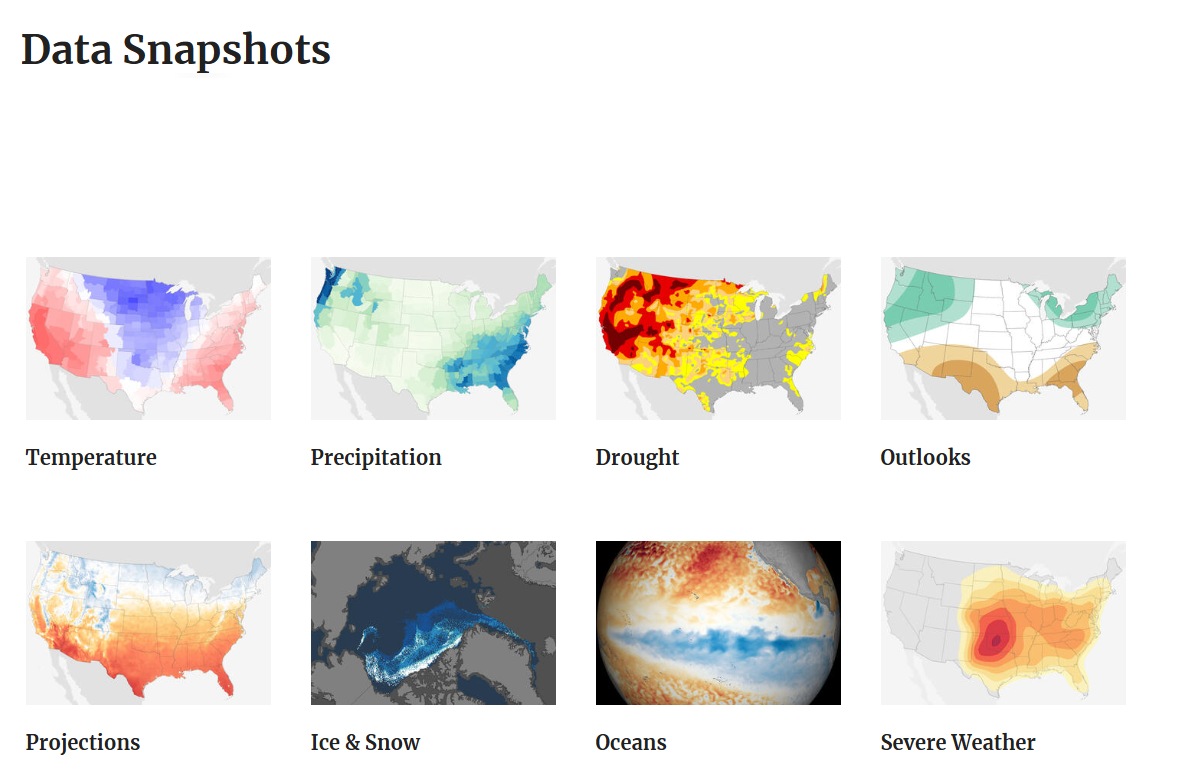 Data Snapshots
Temperature
Precipitation
Drought
Outlooks
Projections
Ice & Snow
Oceans
Severe Weather